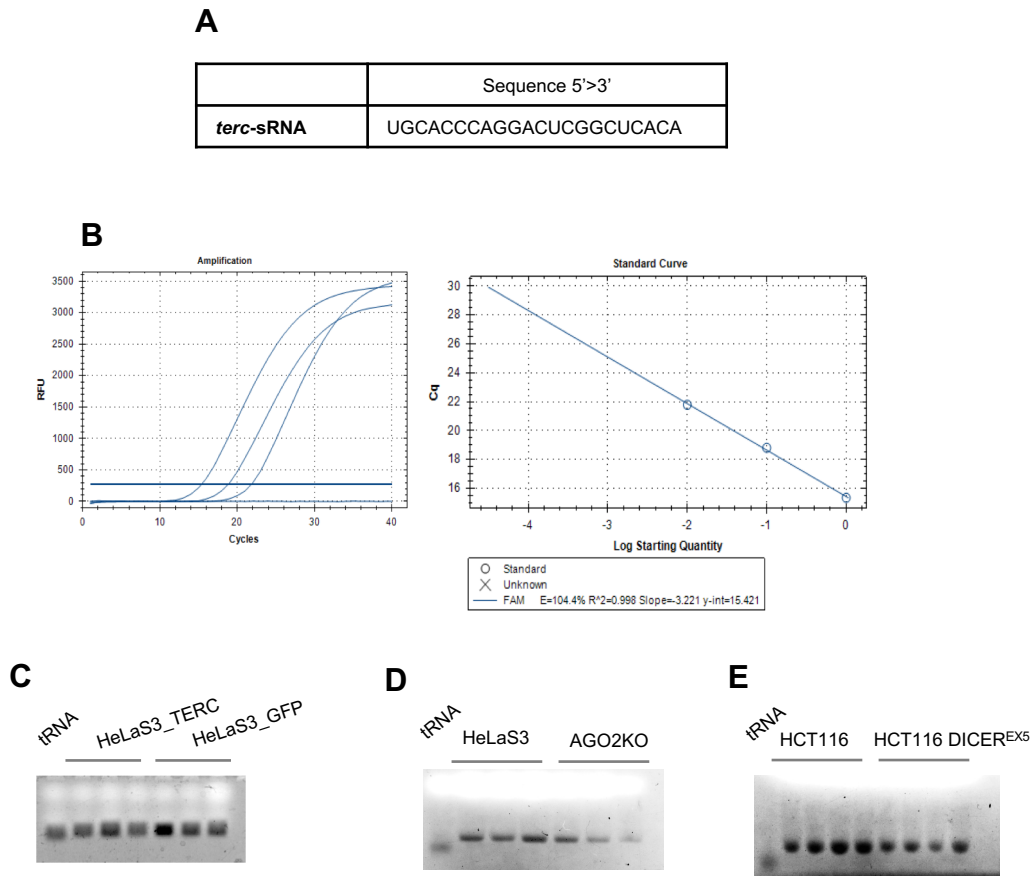 A
Sequence 5’>3’
terc-sRNA UGCACCCAGGACUCGGCUCACA
B
Amplification
3500
3000
2500
2000
1500
1000
500
0
RFU
0 10 20 30 40
Cycles
Standard Curve
30
28
26
24
22
20
18
16
Cq
-4 -3 -2 -1 0
Log Starting Quantity
Standard
Unknown
FAM E=104.4% R^2=0.998 Slope=-3.221 y-int=15.421
C
tRNA HeLaS3_TERC HeLaS3_GFP
D
tRNA HeLaS3 AGO2KO
E
tRNA HCT116 HCT116 DICER^EX5